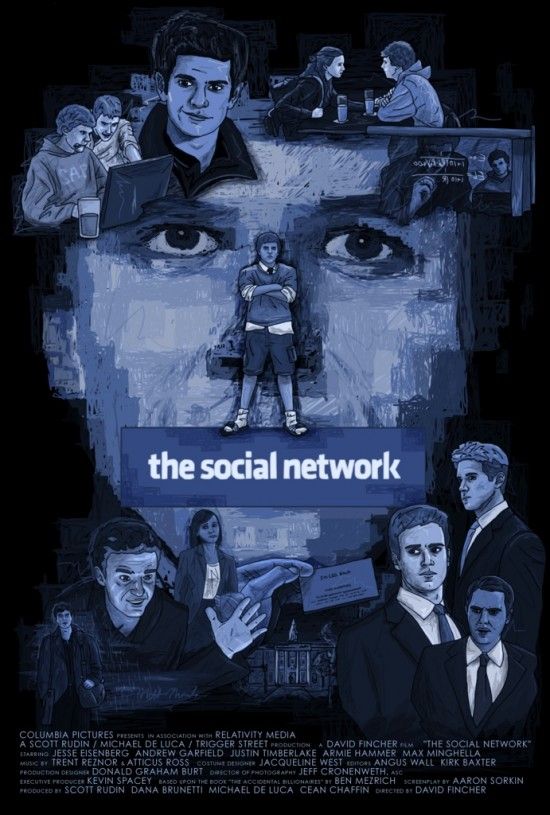 GAP
the social network
COLUMBIA PICTURES PRESENTS IN ASSOCIATION WITH RELATIVITY MEDIA
A SCOTT RUDIN / MICHAEL DE LUCA / TRIGGER STREET PRODUCTION A DAVID FINCHER FILM "THE SOCIAL NETWORK"
STARRING JESSE EISENBERG ANDREW GARFIELD JUSTIN TIMBERLAKE ARMIE HAMMER MAX MINGHELLA
MUSIC BY TRENT REZNOR & ATTICUS ROSS COSTUME DESIGNER JACQUELINE WEST EDITORS ANGUS WALL KIRK BAXTER
PRODUCTION DESIGNER DONALD GRAHAM BURT DIRECTOR OF PHOTOGRAPHY JEFF CRONENWETH, ASC
EXECUTIVE PRODUCER KEVIN SPACEY BASED UPON THE BOOK "THE ACCIDENTAL BILLIONAIRES" BY BEN MEZRICH SCREENPLAY BY AARON SORKIN
PRODUCED BY SCOTT RUDIN DANA BRUNETTI MICHAEL DE LUCA CEAN CHAFFIN DIRECTED BY DAVID FINCHER